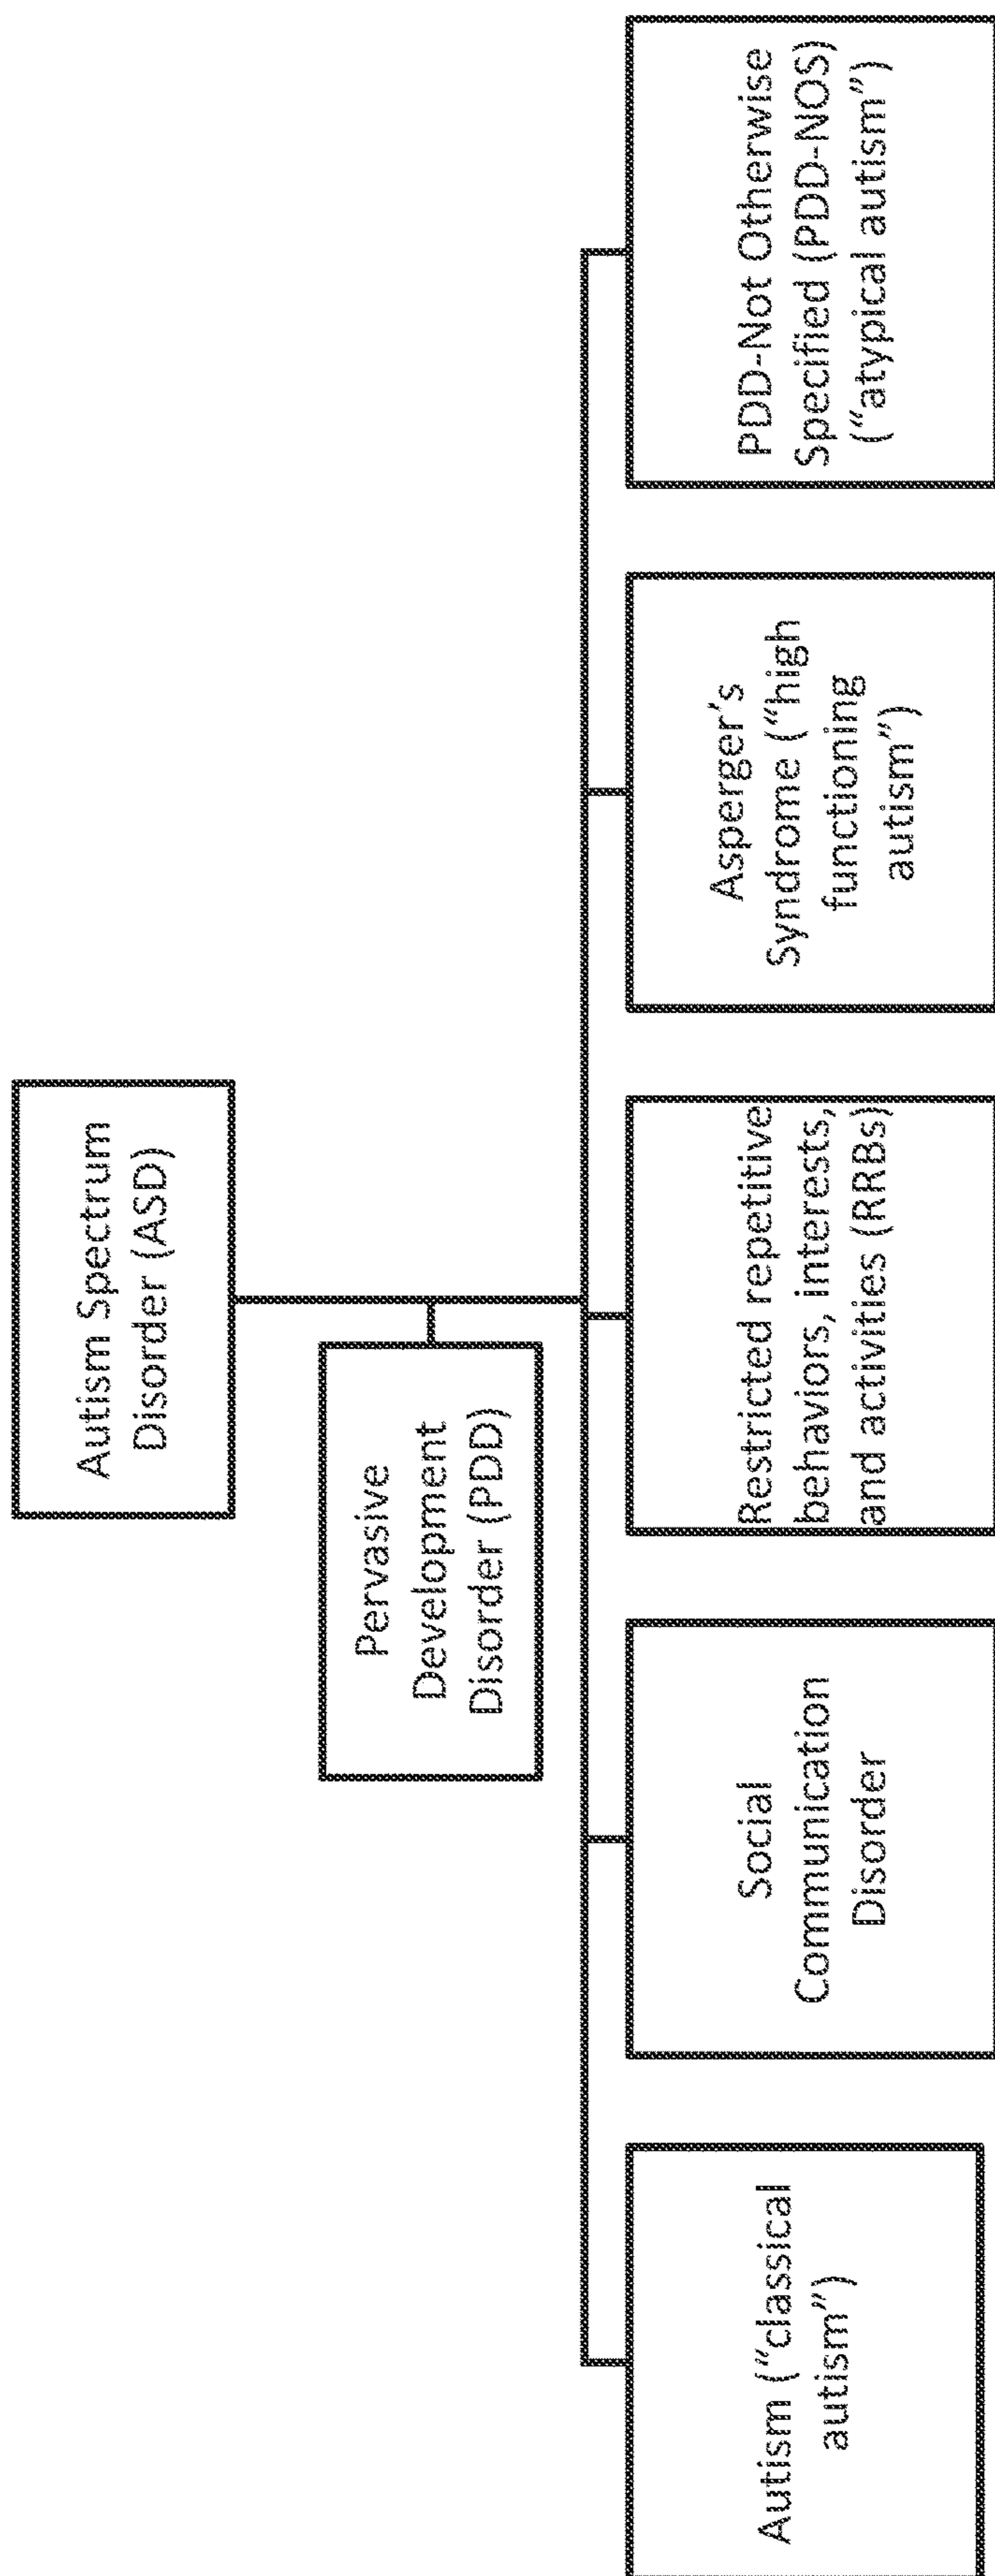 Autism Spectrum
Disorder (ASD)
Pervasive
Development
Disorder (PDD)
Autism (“classical
autism”)
Social
Communication
Disorder
Restricted repetitive
behaviors, interests,
and activities (RRBs)
Asperger’s
Syndrome (“high
functioning
autism”)
PDD-Not Otherwise
Specified (PDD-NOS)
(“atypical autism”)